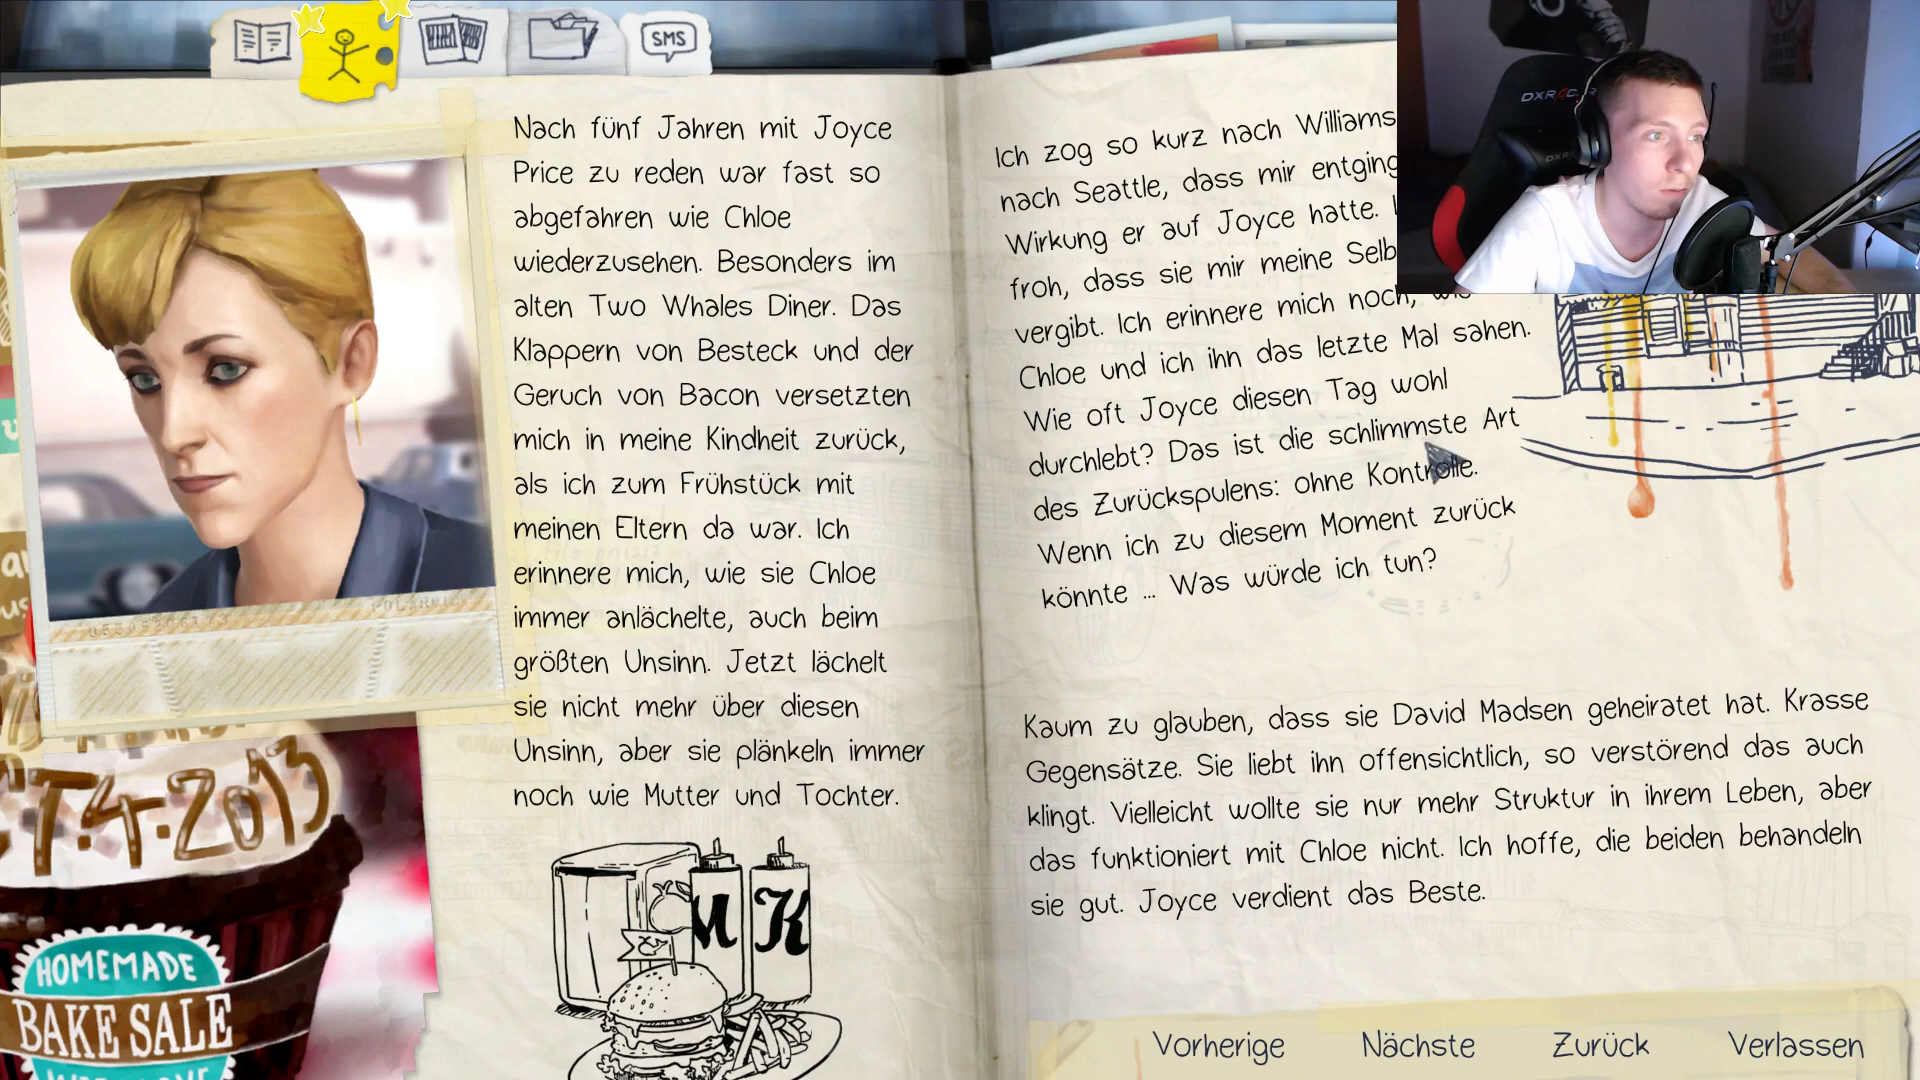 SMS
Nach fünf Jahren mit Joyce
Price zu reden war fast so
abgefahren wie Chloe
wiederzusehen. Besonders im
alten Two Whales Diner. Das
Klappern von Besteck und der
Geruch von Bacon versetzten
mich in meine Kindheit zurück,
als ich zum Frühstück mit
meinen Eltern da war. Ich
erinnere mich, wie sie Chloe
immer anlächelte, auch beim
größten Unsinn. Jetzt lächelt
sie nicht mehr über diesen
Unsinn, aber sie plänkeln immer
noch wie Mutter und Tochter.
M K
Ich zog so kurz nach Williams
nach Seattle, dass mir entging
Wirkung er auf Joyce hatte.
froh, dass sie mir meine Selb
vergibt. Ich erinnere mich noch,
Chloe und ich ihn das letzte Mal sahen.
Wie oft Joyce diesen Tag wohl
durchlebt? Das ist die schlimmste Art
des Zurückspulens: ohne Kontrolle.
Wenn ich zu diesem Moment zurück
könnte ... Was würde ich tun?
Kaum zu glauben, dass sie David Madsen geheiratet hat. Krasse
Gegensätze. Sie liebt ihn offensichtlich, so verstörend das auch
klingt. Vielleicht wollte sie nur mehr Struktur in ihrem Leben, aber
das funktioniert mit Chloe nicht. Ich hoffe, die beiden behandeln
sie gut. Joyce verdient das Beste.
CT.4.2013
HOMEMADE
BAKE SALE
Vorherige Nächste Zurück Verlassen